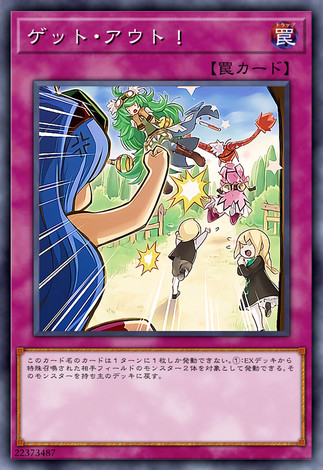 ゲット・アウト！
トラップ
罠
【罠カード】
このカード名のカードは１ターンに１枚しか発動できない。①：EXデッキから
特殊召喚された相手フィールドのモンスター２体を対象として発動できる。そ
のモンスターを持ち主のデッキに戻す。
22373487